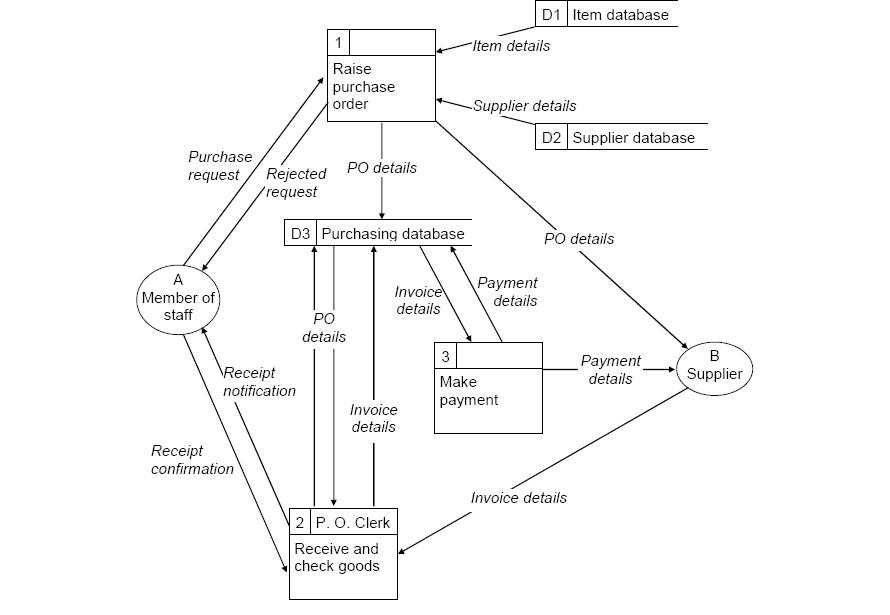 D1 Item database
1
Item details
Raise
purchase
order
Supplier details
D2 Supplier database
Purchase
request
Rejected
request
PO details
D3 Purchasing database
PO details
A
Member of
staff
Invoice
details
Payment
details
PO
details
3
Make
payment
Payment
details
B
Supplier
Receipt
notification
Invoice
details
Receipt
confirmation
Invoice details
2 P. O. Clerk
Receive and
check goods